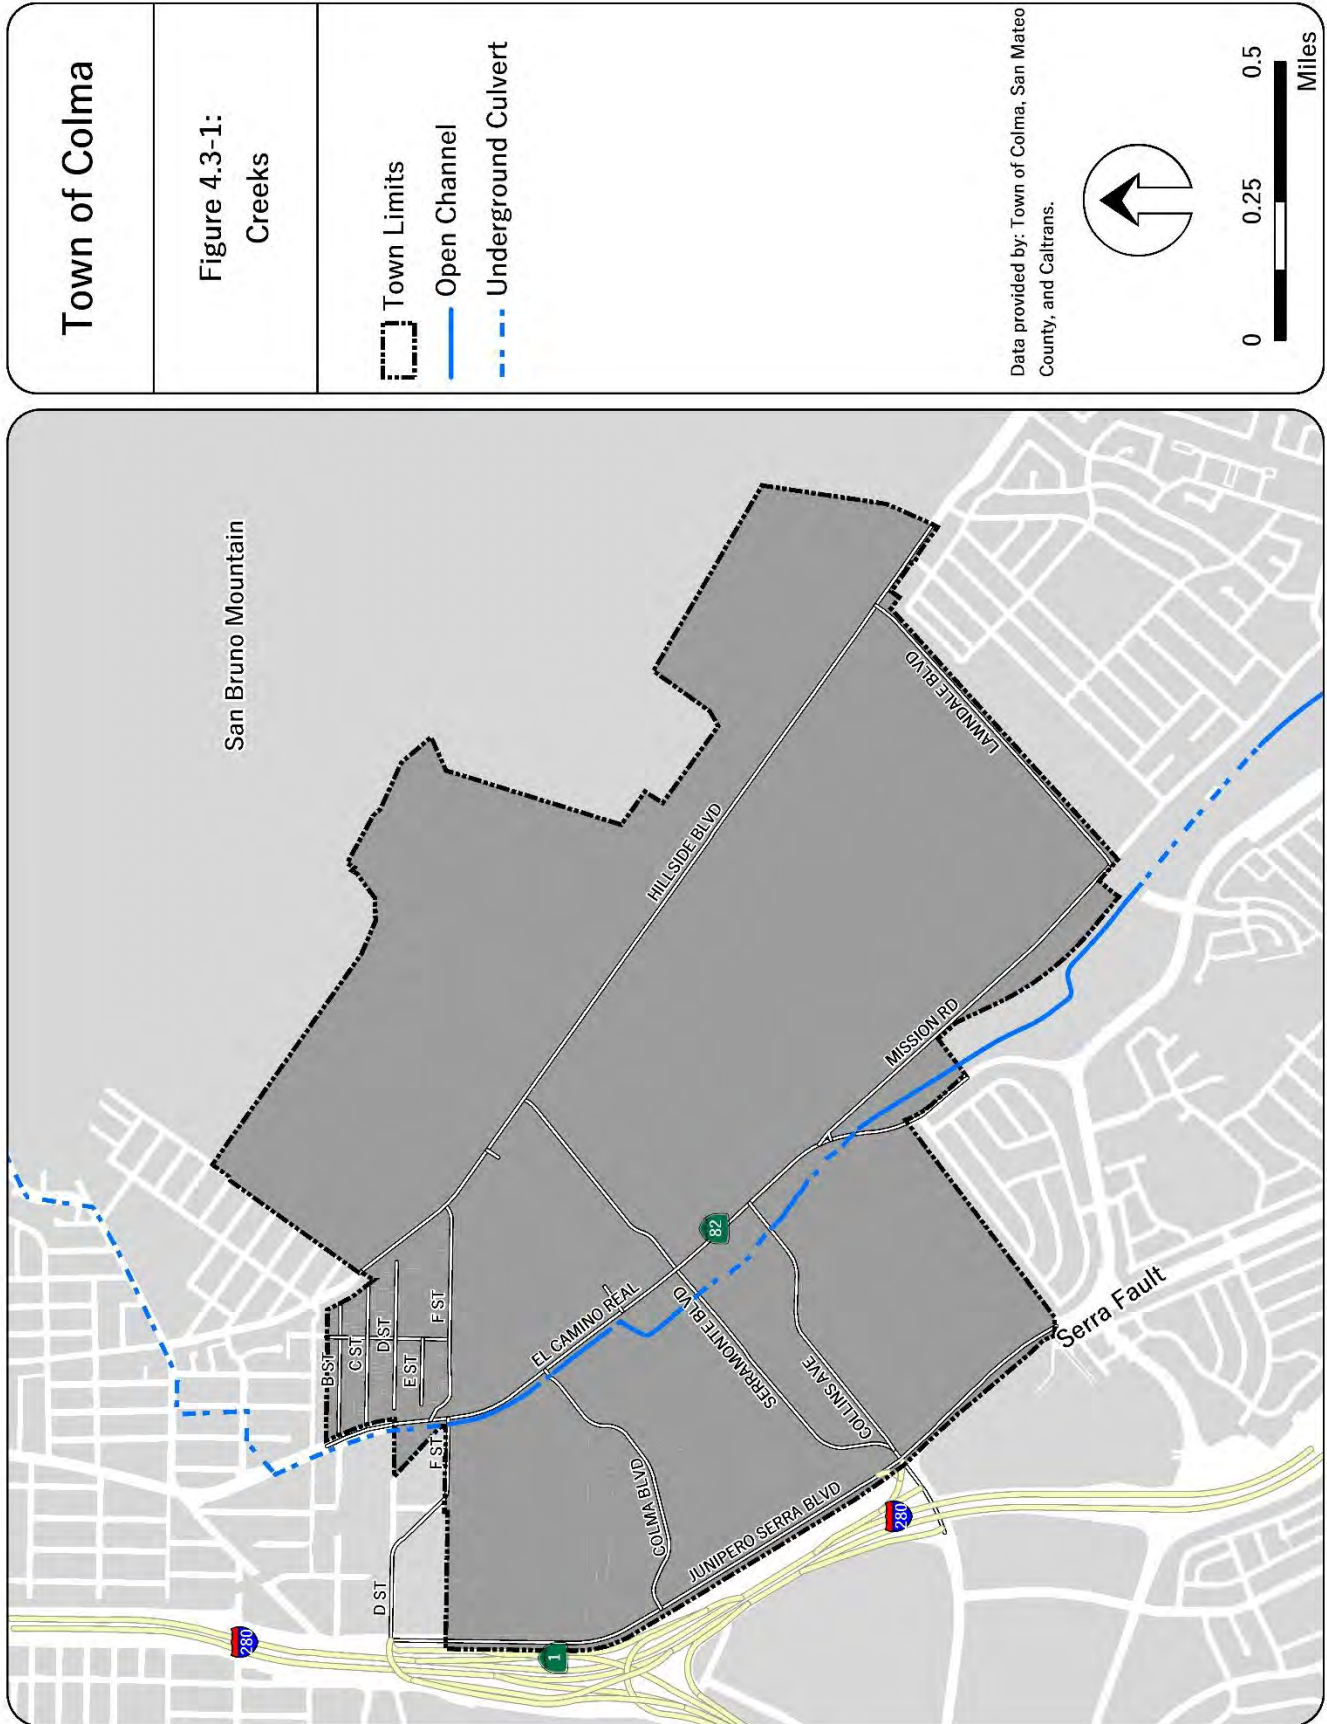 Town of Colma
Figure 4.3-1:
Creeks
Town Limits
Open Channel
Underground Culvert
Data provided by: Town of Colma, San Mateo
County, and Caltrans.
0
0.25
0.5
Miles
San Bruno Mountain
280
D ST
B ST
C ST
D ST
E ST
F ST
F ST
1
EL CAMINO REAL
HILLSIDE BLVD
COLMA BLVD
SERRAMONTE BLVD
82
COLLINS AVE
JUNIPERO SERRA BLVD
280
MISSION RD
LAWNDALE BLVD
Serra Fault